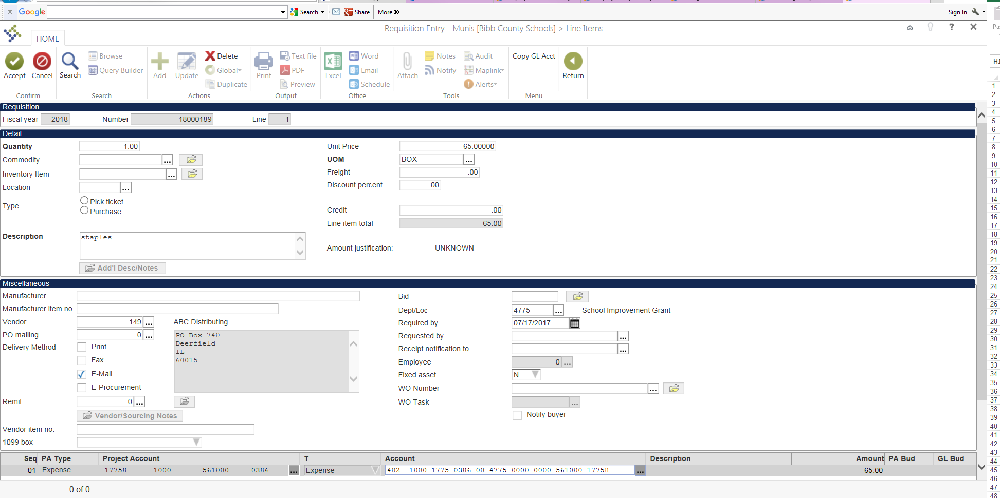 x Google Search Share More » Sign In
Requisition Entry - Munis [Bibb County Schools] > Line Items
HOME
Accept Cancel Search Browse Query Builder
Add Update Delete Global Duplicate
Print Text file PDF Preview
Excel Word Email Schedule
Attach Notes Notify Audit Maplink Alerts
Copy GL Acct Return
Confirm Search Actions Output Office Tools Menu
Requisition
Fiscal year 2018 Number 18000189 Line 1
Detail
Quantity 1.00 Unit Price 65.00000
Commodity ... UOM BOX ...
Inventory Item ... Freight .00
Location ... Discount percent .00
Type Pick ticket
Purchase
Credit .00
Line item total 65.00
Description staples
Amount justification: UNKNOWN
Add'l Desc/Notes
Miscellaneous
Manufacturer Bid
Manufacturer item no. Dept/Loc 4775 ... School Improvement Grant
Vendor 149 ... ABC Distributing Required by 07/17/2017
PO mailing 0 ... PO Box 740 Requested by ...
Deerfield
IL
60015
Delivery Method Print Receipt notification to ...
Fax Employee 0 ...
E-Mail Fixed asset N
E-Procurement WO Number ...
Remit 0 ... WO Task ...
Vendor/Sourcing Notes Notify buyer
Vendor item no.
1099 box
Seq PA Type Project Account T Account Description Amount PA Bud GL Bud
01 Expense 17758 -1000 -561000 -0386 ... Expense 402 -1000-1775-0386-00-4775-0000-0000-561000-17758 ... 65.00
0 of 0
H1
1
2
3
4
5
6
7
8
9
10
11
12
13
14
15
16
17
18
19
20
21
22
23
24
25
26
27
28
29
30
31
32
33
34
35
36
37
38
39
40
41
42
43
44
45
46
47
48